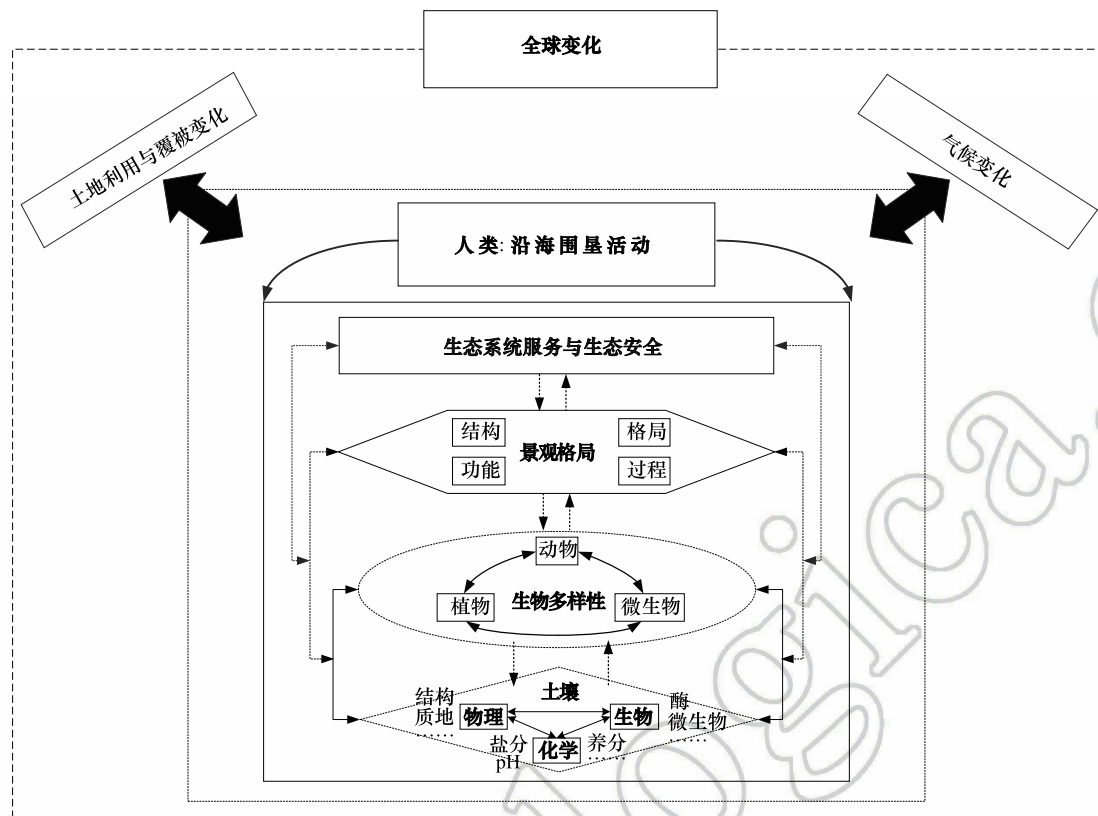 全球变化
土地利用与覆被变化
气候变化
人类:沿海围垦活动
生态系统服务与生态安全
结构
格局
景观格局
功能
过程
动物
植物
生物多样性
微生物
土壤
结构
质地
……
物理
生物
酶
微生物
……
盐分
pH
化学
养分
……
logica